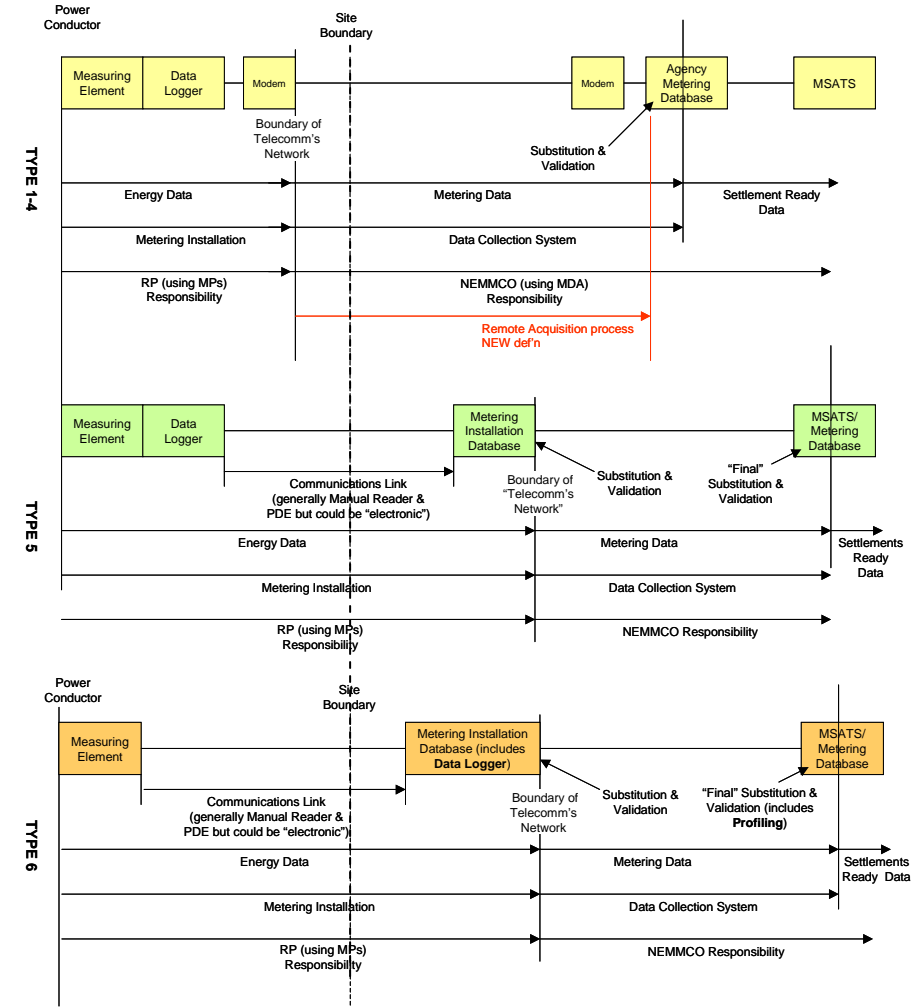 Power
Conductor
Site
Boundary
Measuring
Element
Data
Logger
Modem
Modem
Agency
Metering
Database
MSATS
Boundary of
Telecomm's
Network
Substitution &
Validation
TYPE 1-4
Energy Data
Metering Data
Settlement Ready
Data
Metering Installation
Data Collection System
RP (using MPs)
Responsibility
NEMMCO (using MDA)
Responsibility
Remote Acquisition process
NEW def'n
Measuring
Element
Data
Logger
Metering
Installation
Database
MSATS/
Metering
Database
Communications Link
(generally Manual Reader &
PDE but could be “electronic”)
Boundary of
“Telecomm's
Network”
Substitution &
Validation
“Final”
Substitution &
Validation
TYPE 5
Energy Data
Metering Data
Settlements
Ready
Data
Metering Installation
Data Collection System
RP (using MPs)
Responsibility
NEMMCO Responsibility
Power
Conductor
Site
Boundary
Measuring
Element
Metering Installation
Database (includes
Data Logger)
MSATS/
Metering
Database
Communications Link
(generally Manual Reader &
PDE but could be “electronic”)
Boundary of
Telecomm's
Network
Substitution &
Validation
“Final” Substitution &
Validation (includes
Profiling)
TYPE 6
Energy Data
Metering Data
Settlements
Ready Data
Metering Installation
Data Collection System
RP (using MPs)
Responsibility
NEMMCO Responsibility